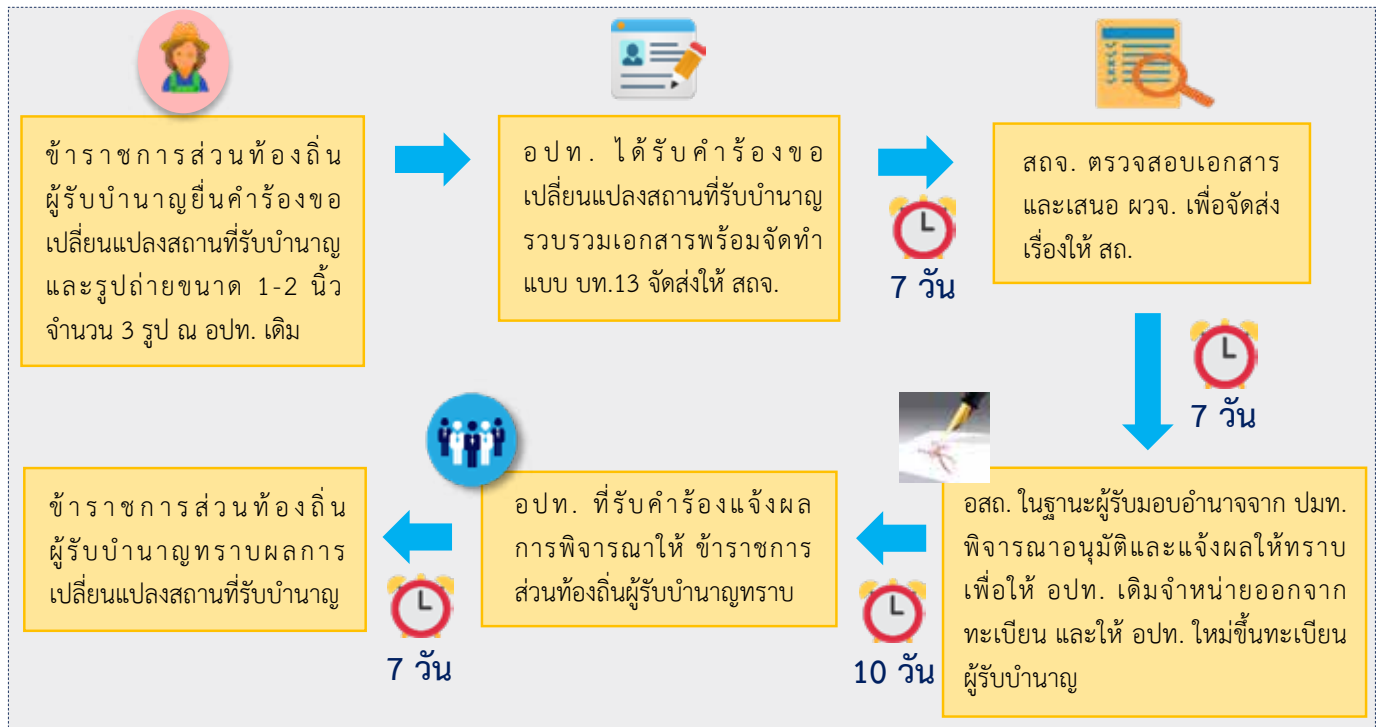 ข้าราชการส่วนท้องถิ่น
ผู้รับบำนาญยื่นคำร้องขอ
เปลี่ยนแปลงสถานที่รับบำนาญ
และรูปถ่ายขนาด 1-2 นิ้ว
จำนวน 3 รูป ณ อปท. เดิม
อปท. ได้รับคำร้องขอ
เปลี่ยนแปลงสถานที่รับบำนาญ
รวบรวมเอกสารพร้อมจัดทำ
แบบ บท.13 จัดส่งให้ สถจ.
7 วัน
สถจ. ตรวจสอบเอกสาร
และเสนอ ผวจ. เพื่อจัดส่ง
เรื่องให้ สถ.
7 วัน
อสถ. ในฐานะผู้รับมอบอำนาจจาก ปมท.
พิจารณาอนุมัติและแจ้งผลให้ทราบ
เพื่อให้ อปท. เดิมจำหน่ายออกจาก
ทะเบียน และให้ อปท. ใหม่ขึ้นทะเบียน
ผู้รับบำนาญ
10 วัน
อปท. ที่รับคำร้องแจ้งผล
การพิจารณาให้ ข้าราชการ
ส่วนท้องถิ่นผู้รับบำนาญทราบ
7 วัน
ข้าราชการส่วนท้องถิ่น
ผู้รับบำนาญทราบผลการ
เปลี่ยนแปลงสถานที่รับบำนาญ